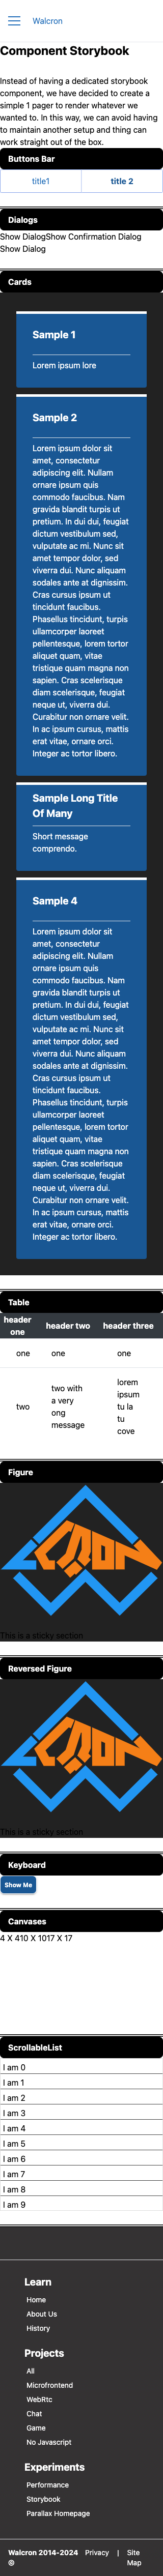 Walcron
Component Storybook
Instead of having a dedicated storybook
component, we have decided to create a
simple 1 pager to render whatever we
wanted to. In this way, we can avoid having
to maintain another setup and thing can
work straight out of the box.
Buttons Bar
title1 title 2
Dialogs
Show DialogShow Confirmation Dialog
Show Dialog
Cards
Sample 1
Lorem ipsum lore
Sample 2
Lorem ipsum dolor sit
amet, consectetur
adipiscing elit. Nullam
ornare ipsum quis
commodo faucibus. Nam
gravida blandit turpis ut
pretium. In dui dui, feugiat
dictum vestibulum sed,
vulputate ac mi. Nunc sit
amet tempor dolor, sed
viverra dui. Nunc aliquam
sodales ante at dignissim.
Cras cursus ipsum ut
tincidunt faucibus.
Phasellus tincidunt, turpis
ullamcorper laoreet
pellentesque, lorem tortor
aliquet quam, vitae
tristique quam magna non
sapien. Cras scelerisque
diam scelerisque, feugiat
neque ut, viverra dui.
Curabitur non ornare velit.
In ac ipsum cursus, mattis
erat vitae, ornare orci.
Integer ac tortor libero.
Sample Long Title
Of Many
Short message
comprendo.
Sample 4
Lorem ipsum dolor sit
amet, consectetur
adipiscing elit. Nullam
ornare ipsum quis
commodo faucibus. Nam
gravida blandit turpis ut
pretium. In dui dui, feugiat
dictum vestibulum sed,
vulputate ac mi. Nunc sit
amet tempor dolor, sed
viverra dui. Nunc aliquam
sodales ante at dignissim.
Cras cursus ipsum ut
tincidunt faucibus.
Phasellus tincidunt, turpis
ullamcorper laoreet
pellentesque, lorem tortor
aliquet quam, vitae
tristique quam magna non
sapien. Cras scelerisque
diam scelerisque, feugiat
neque ut, viverra dui.
Curabitur non ornare velit.
In ac ipsum cursus, mattis
erat vitae, ornare orci.
Integer ac tortor libero.
Table
header one header two header three
one one one
two two with a very ong message lorem ipsum tu la tu cove
Figure
CRON
This is a sticky section
Reversed Figure
CRON
This is a sticky section
Keyboard
Show Me
Canvases
4 X 410 X 1017 X 17
ScrollableList
I am 0
I am 1
I am 2
I am 3
I am 4
I am 5
I am 6
I am 7
I am 8
I am 9
Learn
Home
About Us
History
Projects
All
Microfrontend
WebRtc
Chat
Game
No Javascript
Experiments
Performance
Storybook
Parallax Homepage
Walcron 2014-2024 © Privacy | Site Map